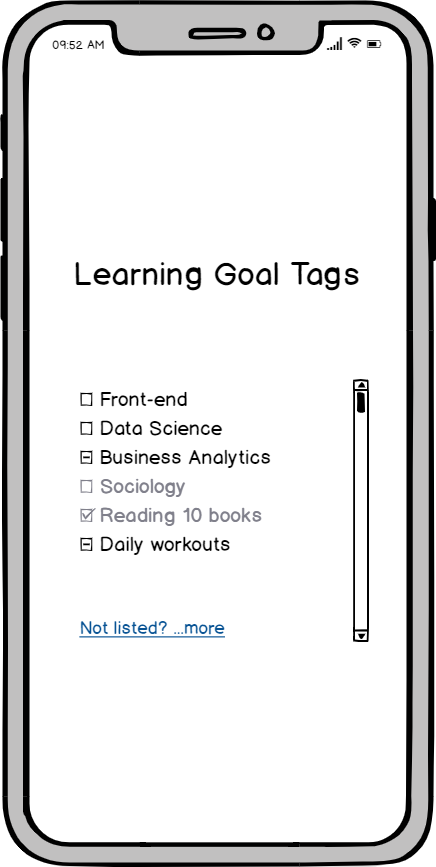 09:52 AM
Learning Goal Tags
Front-end
Data Science
Business Analytics
Sociology
Reading 10 books
Daily workouts
Not listed? ...more